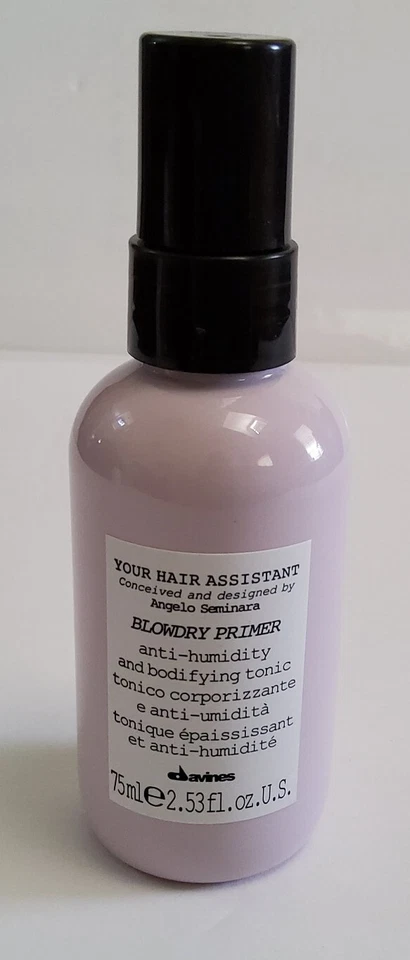 YOUR HAIR ASSISTANT
Conceived and designed by
Angelo Seminara
BLOWDRY PRIMER
anti-humidity
and bodifying tonic
tonico corporizzante
e anti-umidità
tonique épaississant
et anti-humidité
davines
75ml℮2.53fl.oz.U.S.